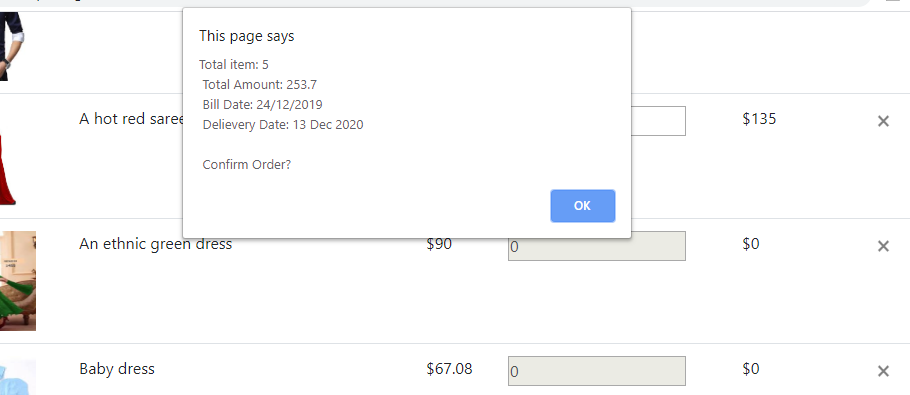 This page says
Total item: 5
Total Amount: 253.7
Bill Date: 24/12/2019
Delievery Date: 13 Dec 2020
Confirm Order?
OK
A hot red saree $135 ×
An ethnic green dress $90 0 $0 ×
Baby dress $67.08 0 $0 ×